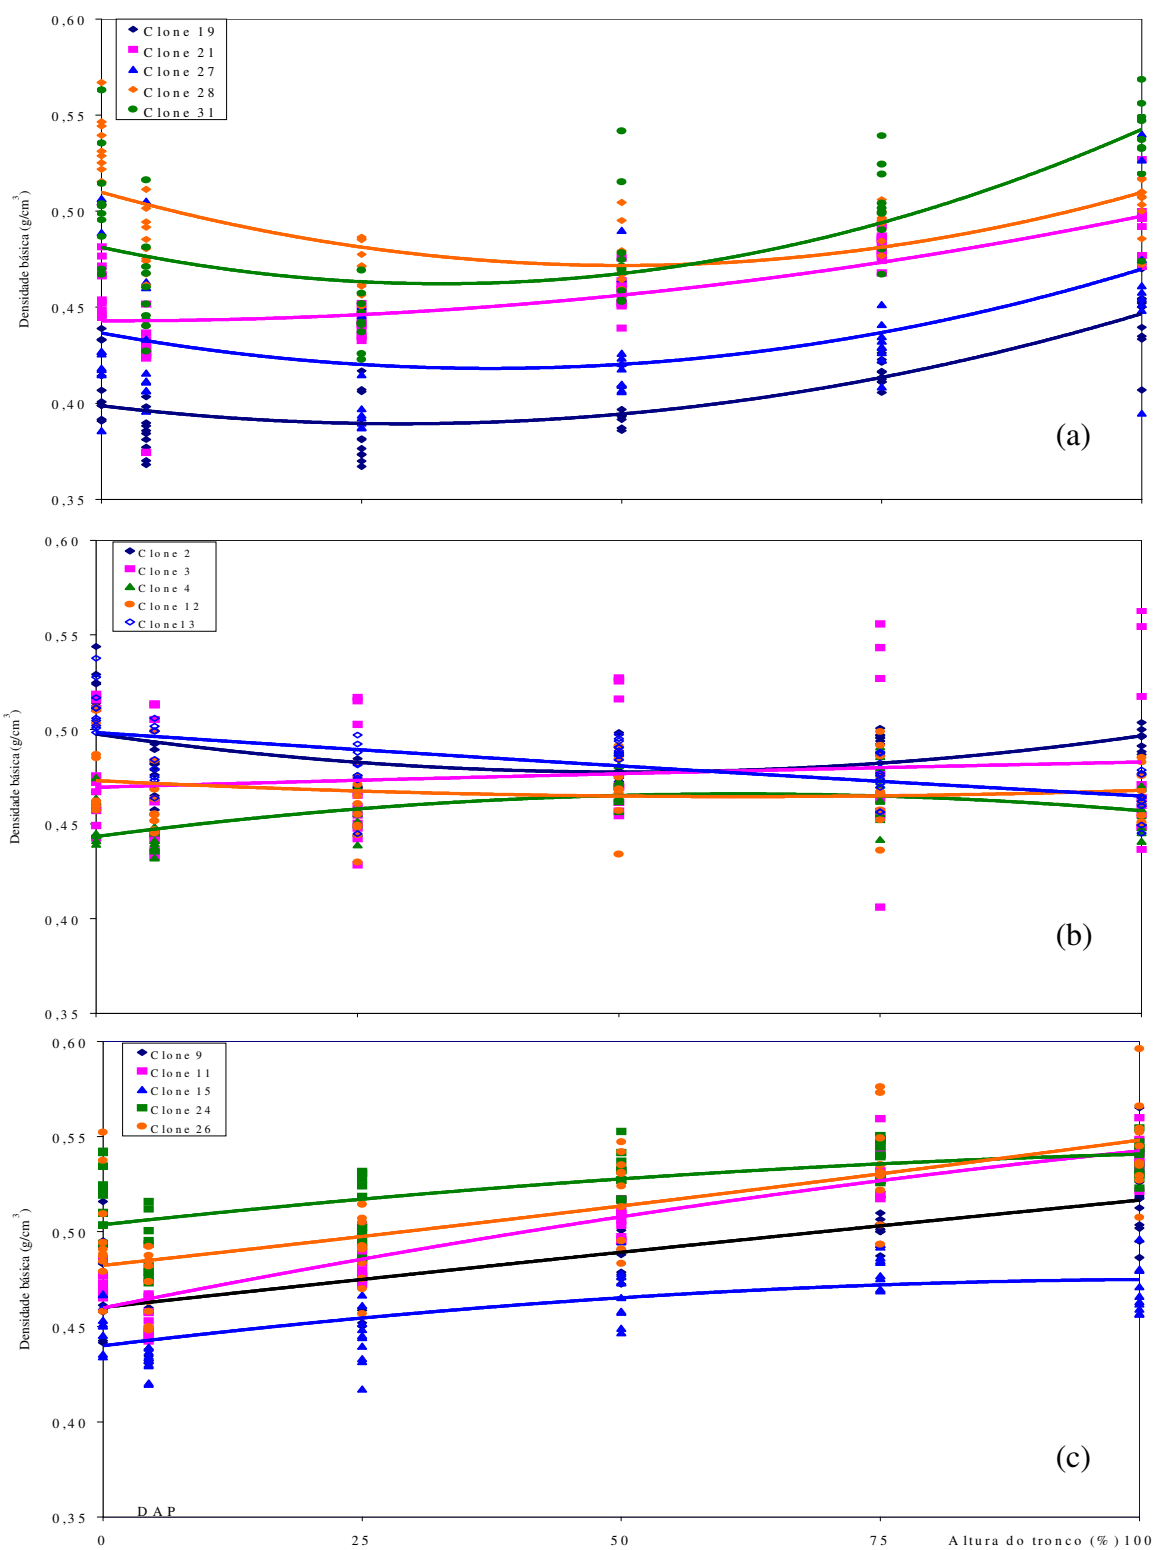 0,60
Clone 19
Clone 21
Clone 27
Clone 28
Clone 31
0,55
0,50
0,45
0,40
0,35
Densidade básica (g/cm³)
(a)
0,60
Clone 2
Clone 3
Clone 4
Clone 12
Clone13
0,55
0,50
0,45
0,40
0,35
Densidade básica (g/cm³)
(b)
0,60
Clone 9
Clone 11
Clone 15
Clone 24
Clone 26
0,55
0,50
0,45
0,40
0,35
Densidade básica (g/cm³)
(c)
DAP
0 25 50 75 Altura do tronco (%) 100